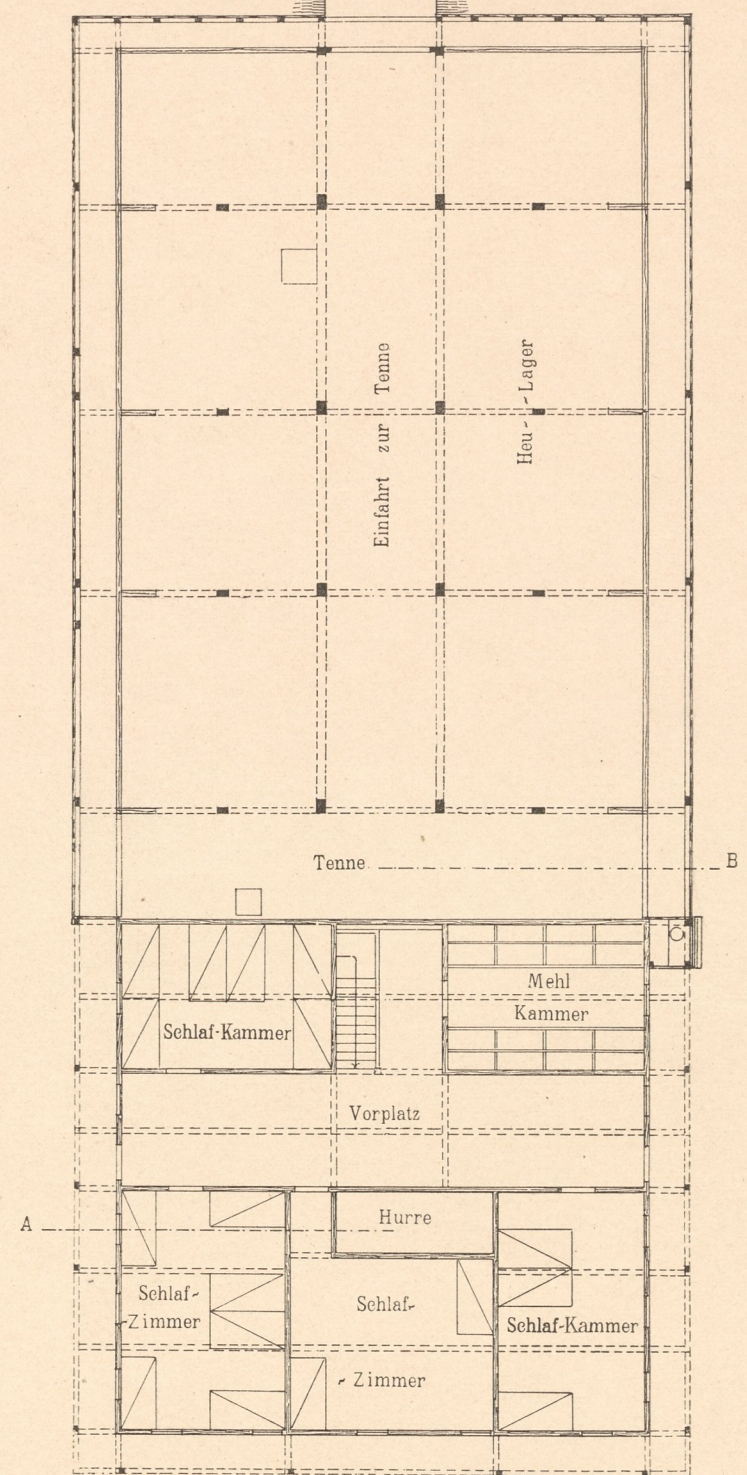 Einfahrt zur Tenne
Heu-Lager
Tenne
B
Mehl
Kammer
Schlaf-Kammer
Vorplatz
A
Hurre
Schlaf-
-Zimmer
Schlaf-
-Zimmer
Schlaf-Kammer